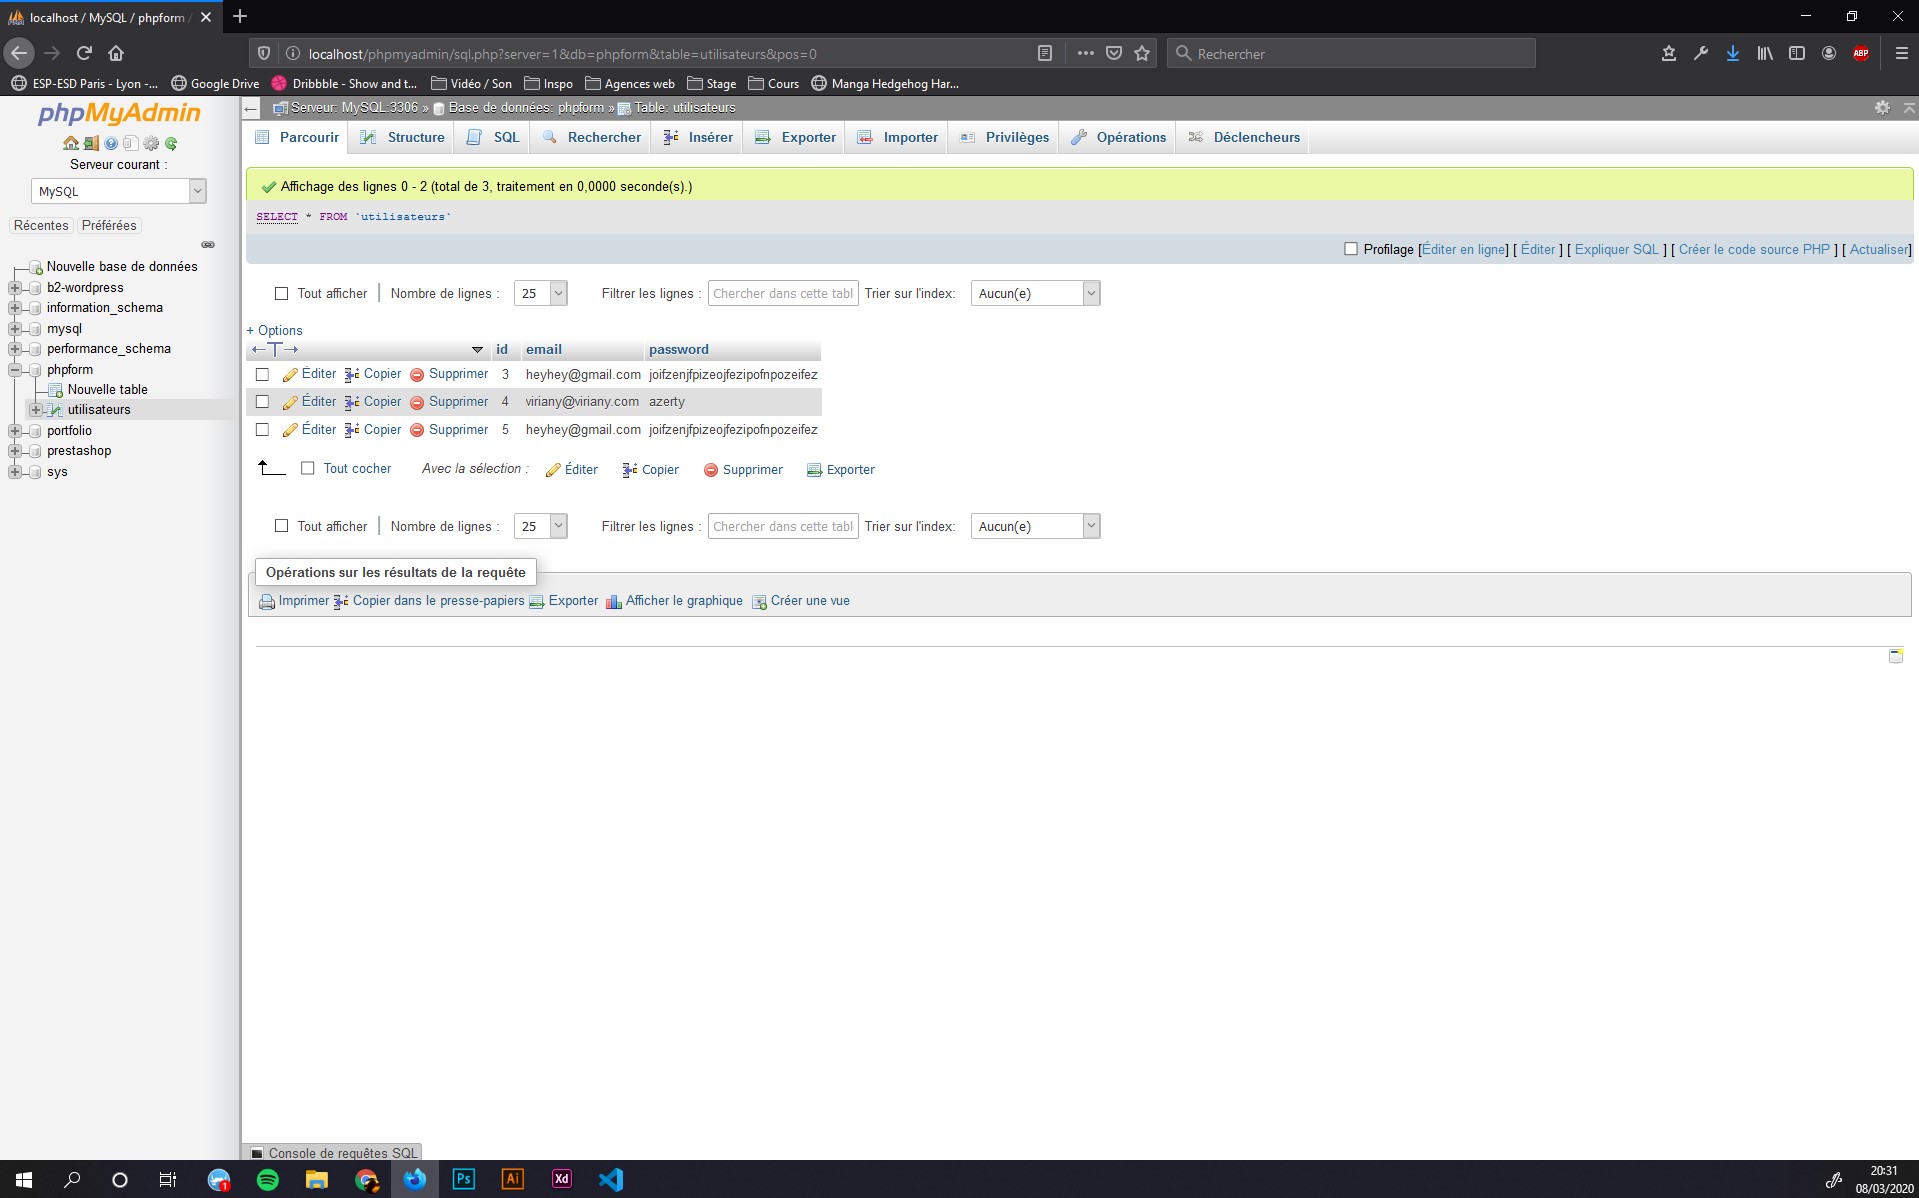 localhost / MySQL / phpform /
localhost/phpmyadmin/sql.php?server=1&db=phpform&table=utilisateurs&pos=0
Rechercher
ABP
ESP-ESD Paris - Lyon -... Google Drive Dribbble - Show and t... Vidéo / Son Inspo Agences web Stage Cours Manga Hedgehog Har...
phpMyAdmin
Serveur courant :
MySQL
Récentes Préférées
Nouvelle base de données
b2-wordpress
information_schema
mysql
performance_schema
phpform
Nouvelle table
utilisateurs
portfolio
prestashop
sys
Serveur: MySQL:3306 » Base de données: phpform » Table: utilisateurs
Parcourir Structure SQL Rechercher Insérer Exporter Importer Privilèges Opérations Déclencheurs
Affichage des lignes 0 - 2 (total de 3, traitement en 0,0000 seconde(s).)
SELECT * FROM `utilisateurs`
Profilage [Éditer en ligne] [ Éditer ] [ Expliquer SQL ] [ Créer le code source PHP ] [ Actualiser]
Tout afficher Nombre de lignes : 25 Filtrer les lignes : Chercher dans cette tabl Trier sur l'index: Aucun(e)
+ Options
←T→ id email password
Éditer Copier Supprimer 3 heyhey@gmail.com joifzenjfpizeojfezipofnpozeifez
Éditer Copier Supprimer 4 viriany@viriany.com azerty
Éditer Copier Supprimer 5 heyhey@gmail.com joifzenjfpizeojfezipofnpozeifez
Tout cocher Avec la sélection : Éditer Copier Supprimer Exporter
Tout afficher Nombre de lignes : 25 Filtrer les lignes : Chercher dans cette tabl Trier sur l'index: Aucun(e)
Opérations sur les résultats de la requête
Imprimer Copier dans le presse-papiers Exporter Afficher le graphique Créer une vue
Console de requêtes SQL
1 Ps Ai Xd
20:31
08/03/2020